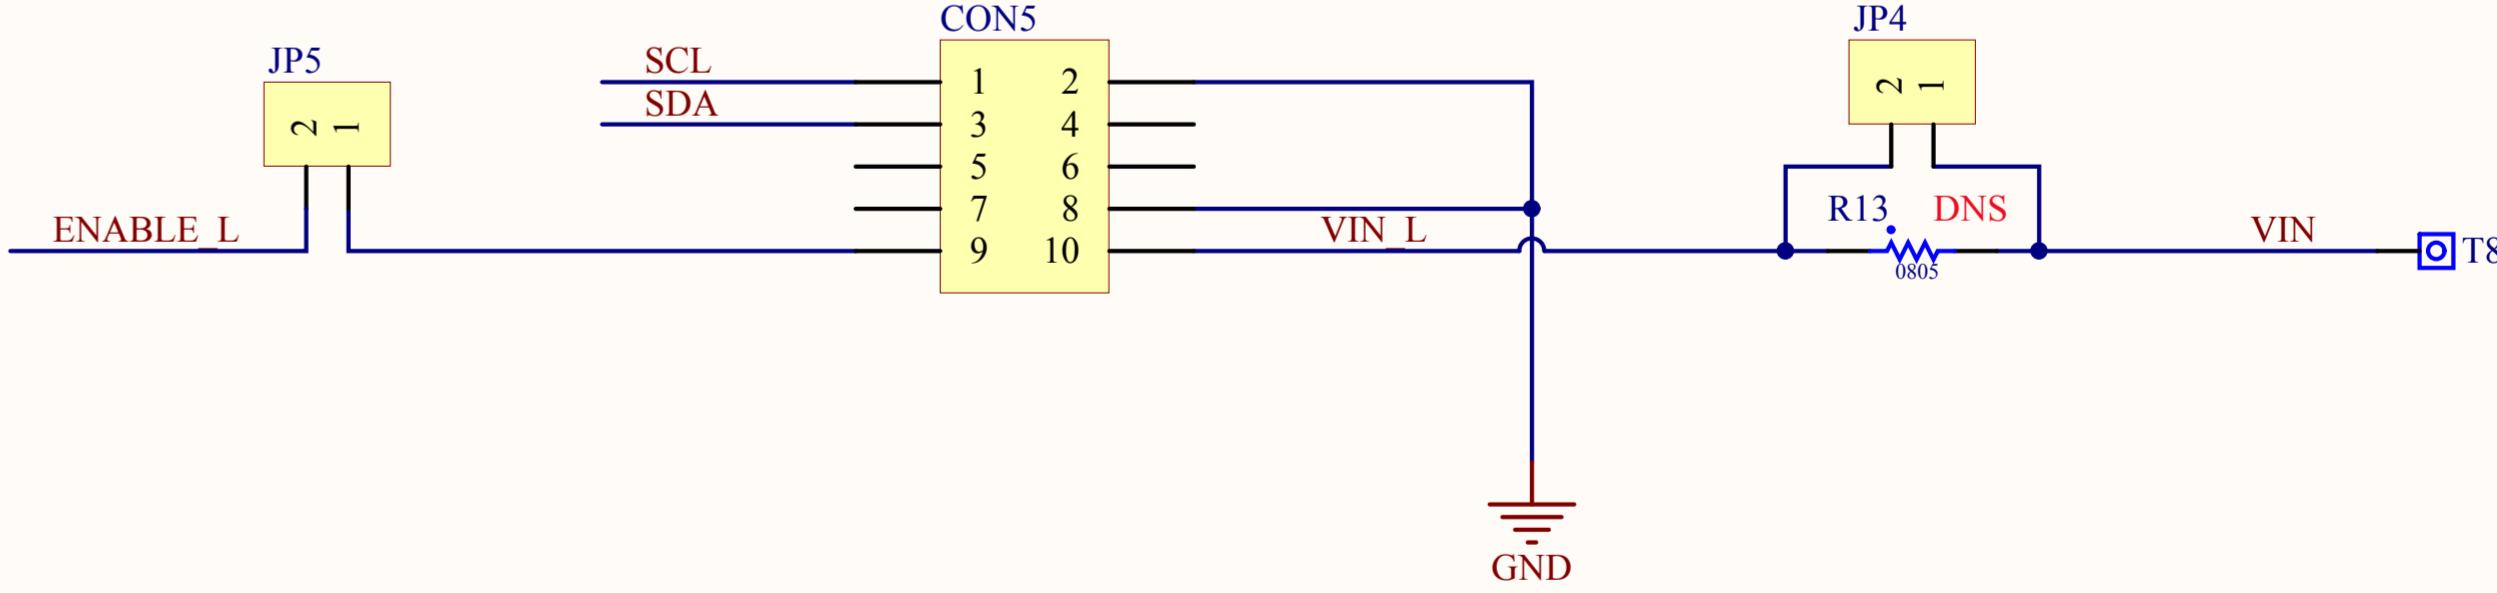 CON5
JP4
JP5
SCL
SDA
1 2
3 4
5 6
7 8
9 10
2 1
2 1
ENABLE_L
VIN_L
R13 DNS
0805
VIN
T8
GND